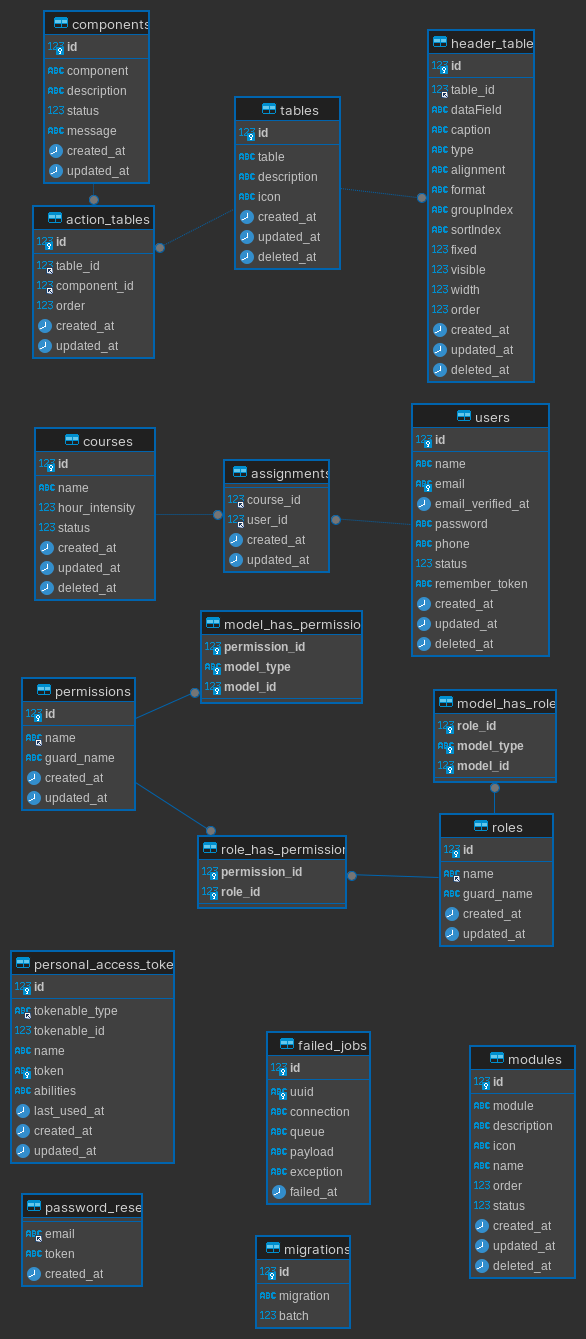 components
id
component
description
status
message
created_at
updated_at
header_table
id
table_id
dataField
caption
type
alignment
format
groupIndex
sortIndex
fixed
visible
width
order
created_at
updated_at
deleted_at
tables
id
table
description
icon
created_at
updated_at
deleted_at
action_tables
id
table_id
component_id
order
created_at
updated_at
users
id
name
email
email_verified_at
password
phone
status
remember_token
created_at
updated_at
deleted_at
courses
id
name
hour_intensity
status
created_at
updated_at
deleted_at
assignments
course_id
user_id
created_at
updated_at
model_has_permissio
permission_id
model_type
model_id
permissions
id
name
guard_name
created_at
updated_at
model_has_role
role_id
model_type
model_id
roles
id
name
guard_name
created_at
updated_at
role_has_permission
permission_id
role_id
personal_access_toke
id
tokenable_type
tokenable_id
name
token
abilities
last_used_at
created_at
updated_at
failed_jobs
id
uuid
connection
queue
payload
exception
failed_at
modules
id
module
description
icon
name
order
status
created_at
updated_at
deleted_at
password_rese
email
token
created_at
migrations
id
migration
batch